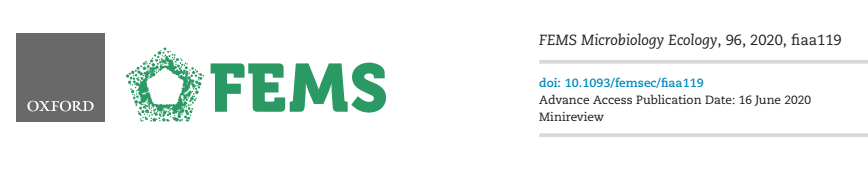 OXFORD
FEMS
FEMS Microbiology Ecology, 96, 2020, fiaa119
doi: 10.1093/femsec/fiaa119
Advance Access Publication Date: 16 June 2020
Minireview